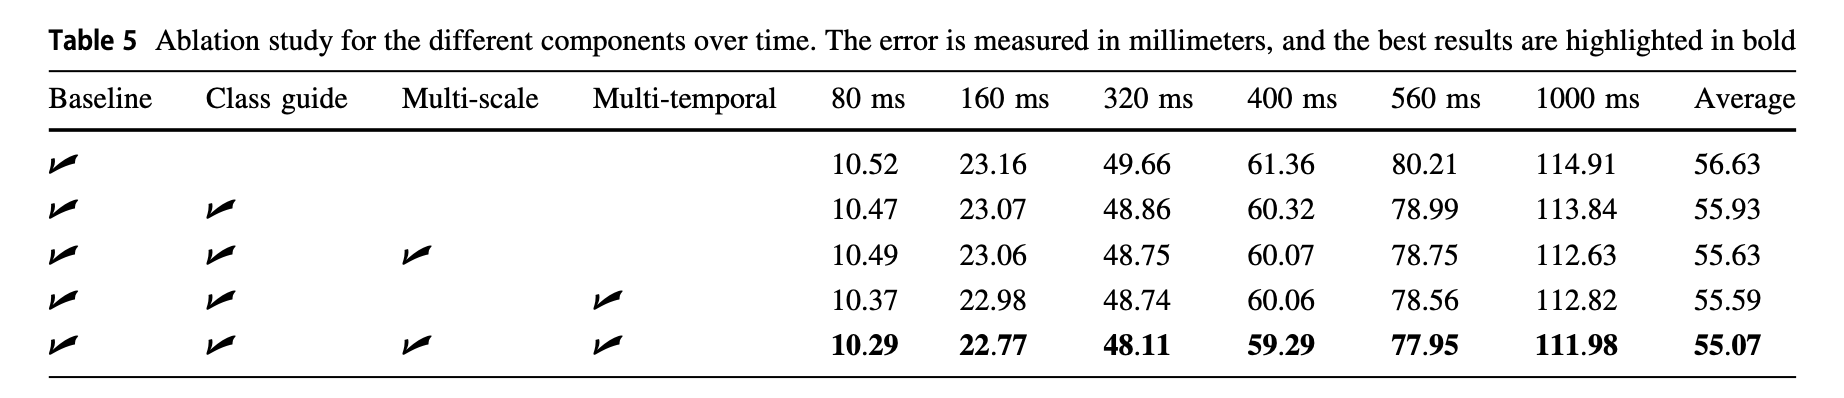 Table 5 Ablation study for the different components over time. The error is measured in millimeters, and the best results are highlighted in bold
Baseline Class guide Multi-scale Multi-temporal 80 ms 160 ms 320 ms 400 ms 560 ms 1000 ms Average
✓ 10.52 23.16 49.66 61.36 80.21 114.91 56.63
✓ ✓ 10.47 23.07 48.86 60.32 78.99 113.84 55.93
✓ ✓ ✓ 10.49 23.06 48.75 60.07 78.75 112.63 55.63
✓ ✓ ✓ 10.37 22.98 48.74 60.06 78.56 112.82 55.59
✓ ✓ ✓ ✓ 10.29 22.77 48.11 59.29 77.95 111.98 55.07